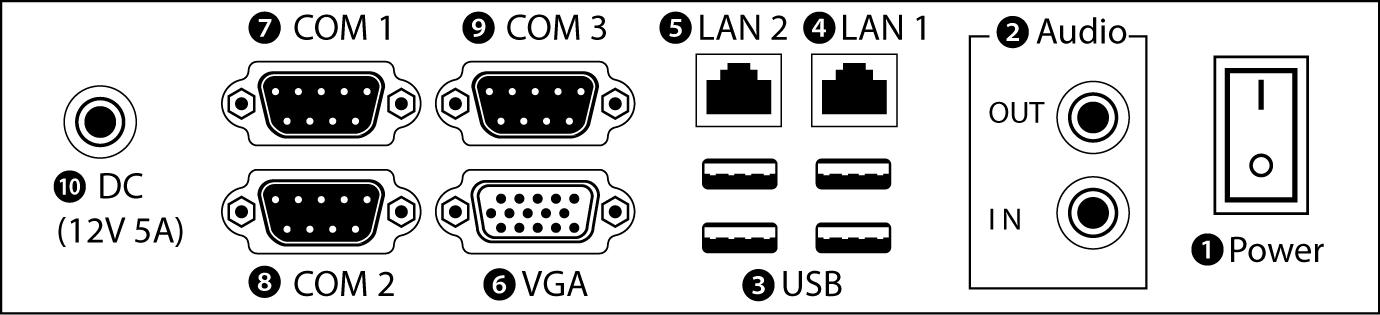 ❼ COM 1
❾ COM 3
❺ LAN 2
❹ LAN 1
❷ Audio
OUT
❿ DC
(12V 5A)
IN
❽ COM 2
❻ VGA
❸ USB
❶ Power